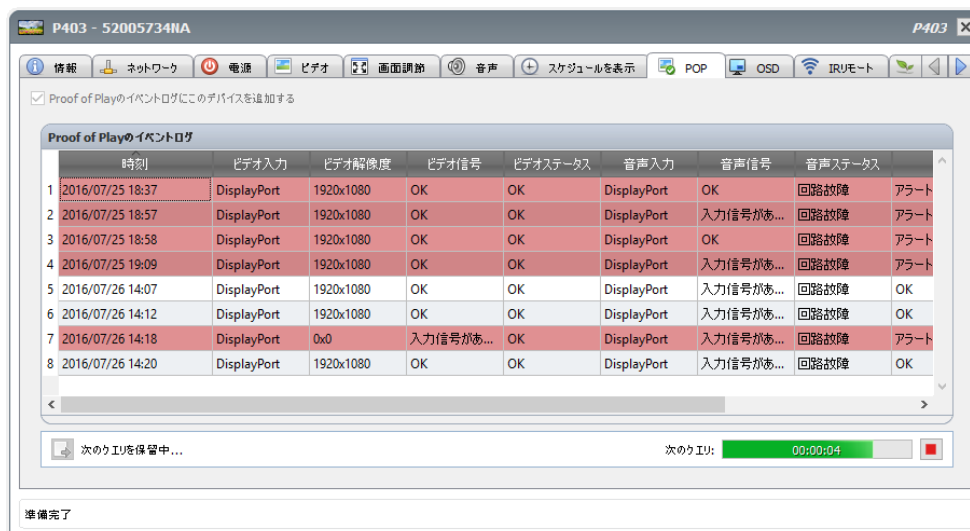 P403 - 52005734NA P403
情報 ネットワーク 電源 ビデオ 画面調節 音声 スケジュールを表示 POP OSD IRリモート
Proof of Playのイベントログにこのデバイスを追加する
Proof of Playのイベントログ
時刻 ビデオ入力 ビデオ解像度 ビデオ信号 ビデオステータス 音声入力 音声信号 音声ステータス
1 2016/07/25 18:37 DisplayPort 1920x1080 OK OK DisplayPort OK 回路故障 アラート
2 2016/07/25 18:57 DisplayPort 1920x1080 OK OK DisplayPort 入力信号があ... 回路故障 アラート
3 2016/07/25 18:58 DisplayPort 1920x1080 OK OK DisplayPort OK 回路故障 アラート
4 2016/07/25 19:09 DisplayPort 1920x1080 OK OK DisplayPort 入力信号があ... 回路故障 アラート
5 2016/07/26 14:07 DisplayPort 1920x1080 OK OK DisplayPort 入力信号があ... 回路故障 OK
6 2016/07/26 14:12 DisplayPort 1920x1080 OK OK DisplayPort 入力信号があ... 回路故障 OK
7 2016/07/26 14:18 DisplayPort 0x0 入力信号があ... OK DisplayPort 入力信号があ... 回路故障 アラート
8 2016/07/26 14:20 DisplayPort 1920x1080 OK OK DisplayPort 入力信号があ... 回路故障 OK
次のクエリを保留中... 次のクエリ: 00:00:04
準備完了